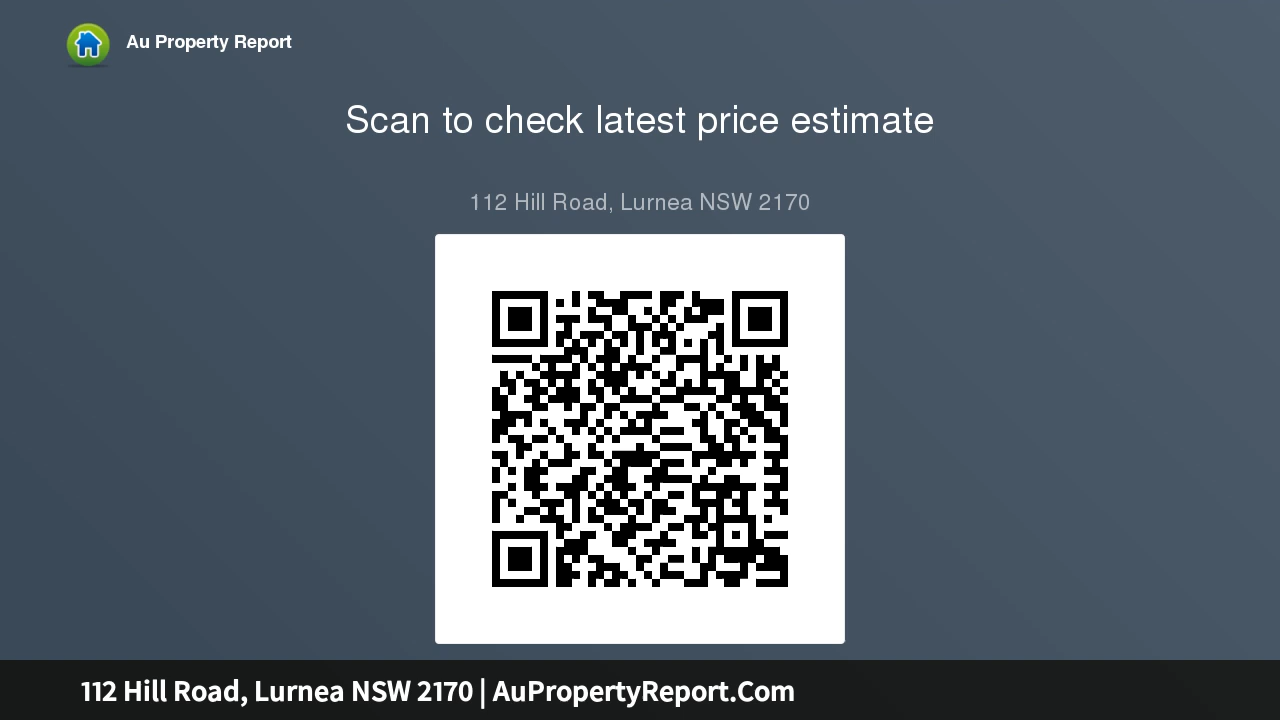 Au Property Report
Scan to check latest price estimate
112 Hill Road, Lurnea NSW 2170
112 Hill Road, Lurnea NSW 2170 | AuPropertyReport.Com